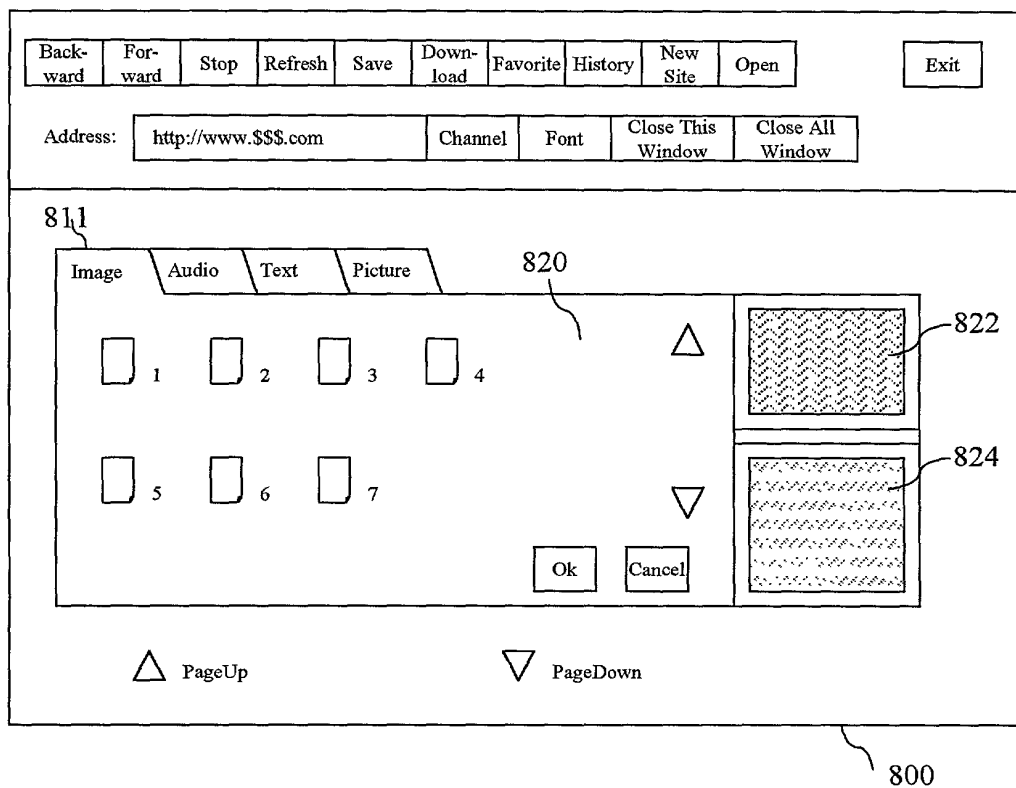 Back-
ward
For-
ward
Stop
Refresh
Save
Down-
load
Favorite
History
New
Site
Open
Exit
Address:
http://www.$$$.com
Channel
Font
Close This
Window
Close All
Window
811
Image
Audio
Text
Picture
820
822
1
2
3
4
824
5
6
7
Ok
Cancel
PageUp
PageDown
800